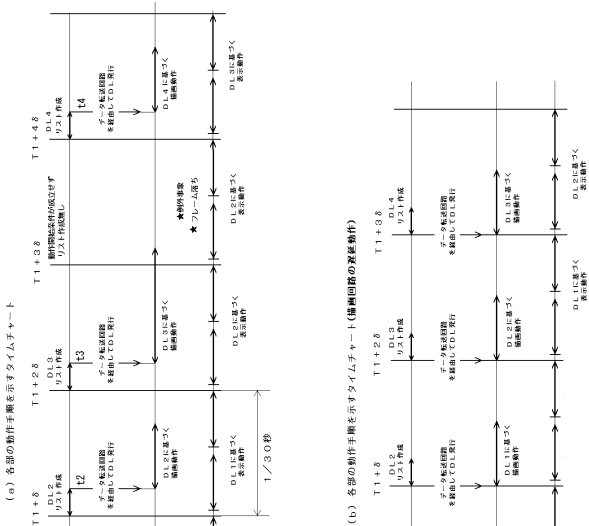 (a) 各部の動作手順を示すタイムチャート
T1+δ
DL2
リスト作成
t2
データ転送回路
を経由してDL発行
DL2に基づく
描画動作
DL1に基づく
表示動作
1/30秒
T1+2δ
DL3
リスト作成
t3
データ転送回路
を経由してDL発行
DL3に基づく
描画動作
DL2に基づく
表示動作
T1+3δ
動作開始条件が成立せず
リスト作成無し
★例外事象
★ フレーム落ち
DL2に基づく
表示動作
T1+4δ
DL4
リスト作成
t4
データ転送回路
を経由してDL発行
DL4に基づく
描画動作
DL3に基づく
表示動作
(b) 各部の動作手順を示すタイムチャート(描画回路の遅延動作)
T1+δ
DL2
リスト作成
データ転送回路
を経由してDL発行
DL1に基づく
描画動作
T1+2δ
DL3
リスト作成
データ転送回路
を経由してDL発行
DL2に基づく
描画動作
DL1に基づく
表示動作
T1+3δ
DL4
リスト作成
データ転送回路
を経由してDL発行
DL3に基づく
描画動作
DL2に基づく
表示動作